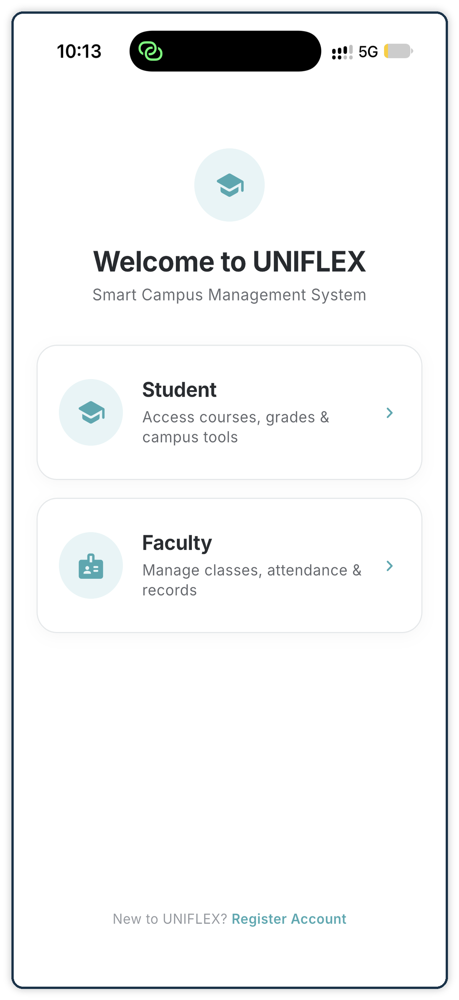 10:13
5G
Welcome to UNIFLEX
Smart Campus Management System
Student
Access courses, grades &
campus tools
Faculty
Manage classes, attendance &
records
New to UNIFLEX? Register Account